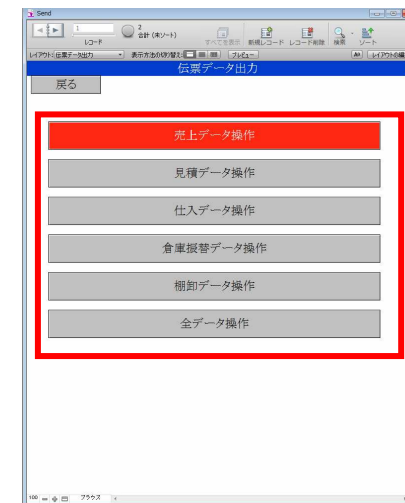 Send
1
レコード
2
合計 (未ソート)
すべてを表示 新規レコード レコード削除 検索 ソート
レイアウト: 伝票データ出力 表示方法の切り替え: プレビュー Aa レイアウトの編
伝票データ出力
戻る
売上データ操作
見積データ操作
仕入データ操作
倉庫振替データ操作
棚卸データ操作
全データ操作
100 ブラウズ